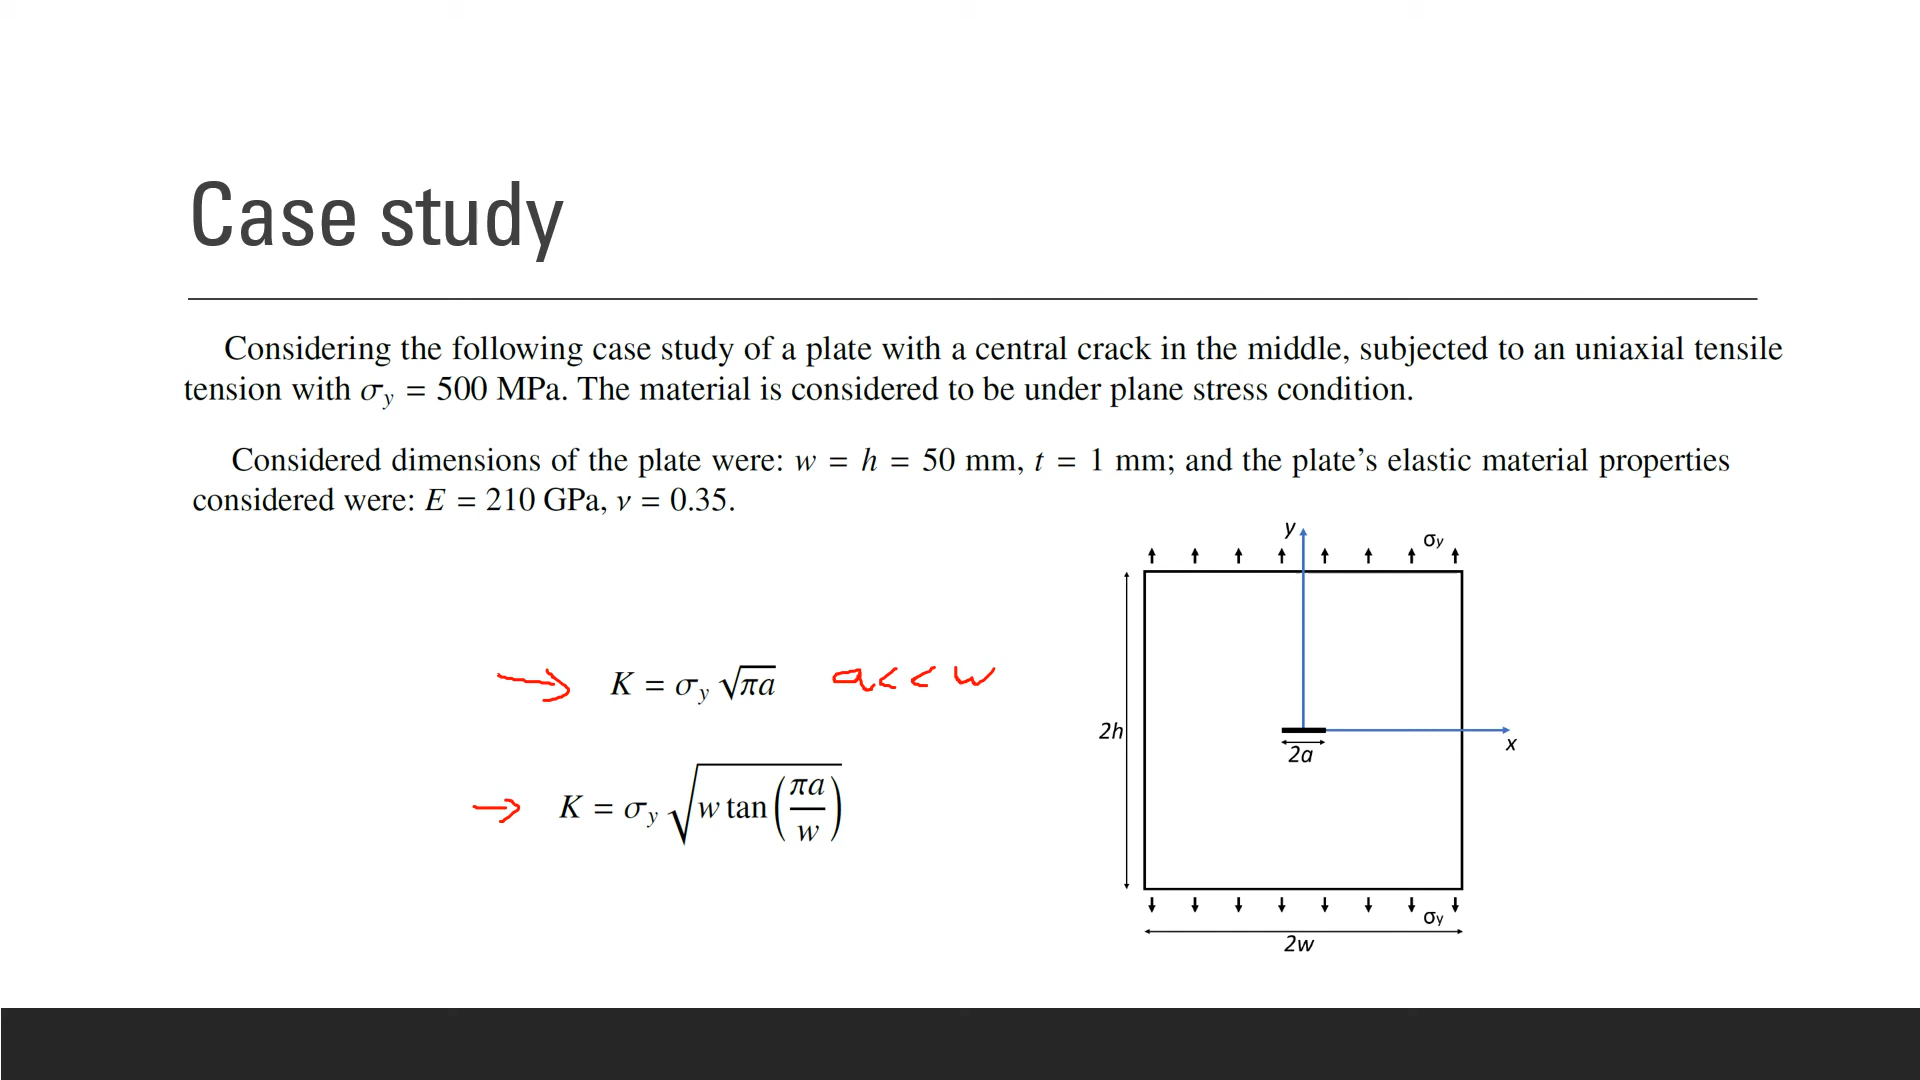 Case study
Considering the following case study of a plate with a central crack in the middle, subjected to an uniaxial tensile
tension with σy = 500 MPa. The material is considered to be under plane stress condition.
Considered dimensions of the plate were: w = h = 50 mm, t = 1 mm; and the plate's elastic material properties
considered were: E = 210 GPa, ν = 0.35.
y
σy
K = σy √πa a<<w
2h
2a
x
K = σy √(w tan(πa/w))
σy
2w